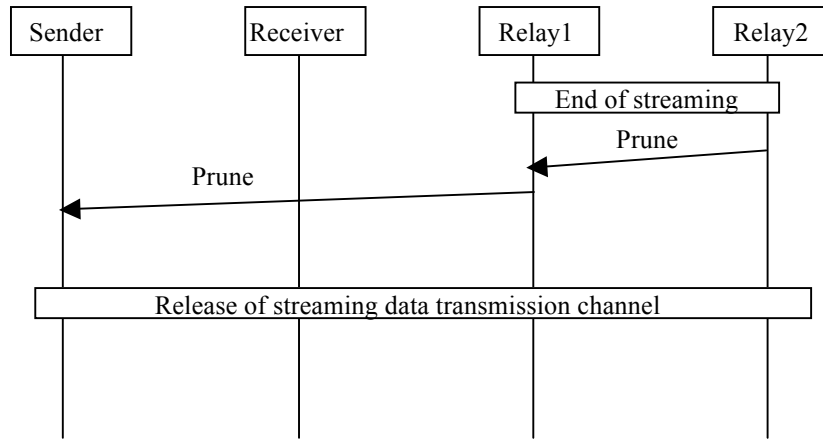 Sender
Receiver
Relay1
Relay2
End of streaming
Prune
Prune
Release of streaming data transmission channel